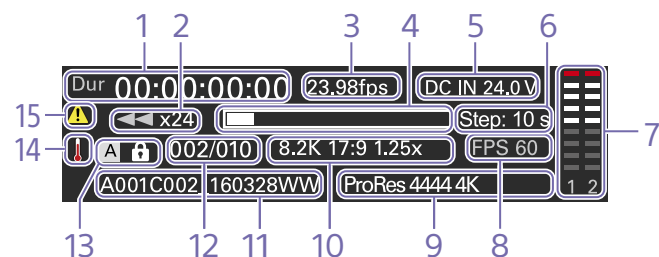 1 2 3 4 5 6
Dur 00:00:00:00 23.98fps DC IN 24.0 V
15 x24 Step: 10 s 7
14 A 002/010 8.2K 17:9 1.25x FPS 60
A001C002 160328WW ProRes 4444 4K 1 2
13 12 11 10 9 8